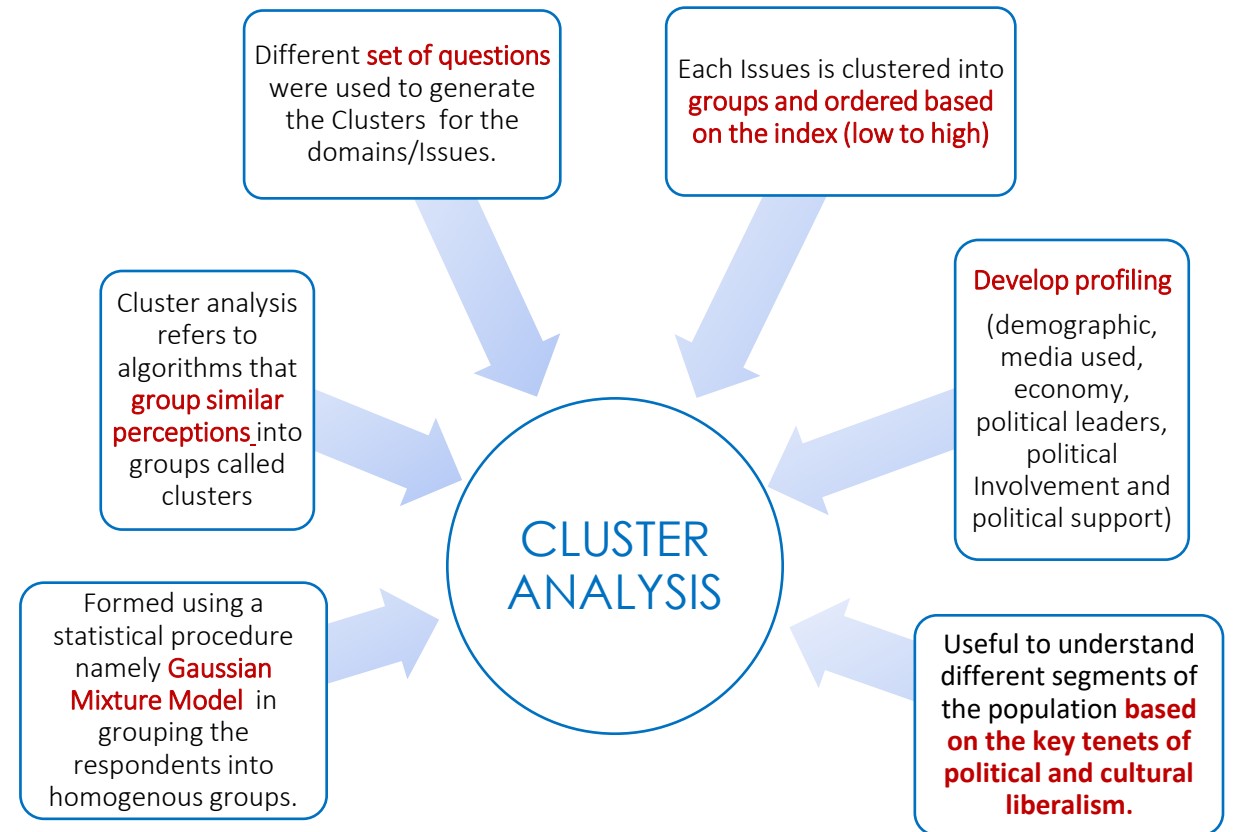 Different set of questions
were used to generate
the Clusters for the
domains/Issues.
Each Issues is clustered into
groups and ordered based
on the index (low to high)
Cluster analysis
refers to
algorithms that
group similar
perceptions into
groups called
clusters
Develop profiling
(demographic,
media used,
economy,
political leaders,
political
Involvement and
political support)
CLUSTER
ANALYSIS
Formed using a
statistical procedure
namely Gaussian
Mixture Model in
grouping the
respondents into
homogenous groups.
Useful to understand
different segments of
the population based
on the key tenets of
political and cultural
liberalism.